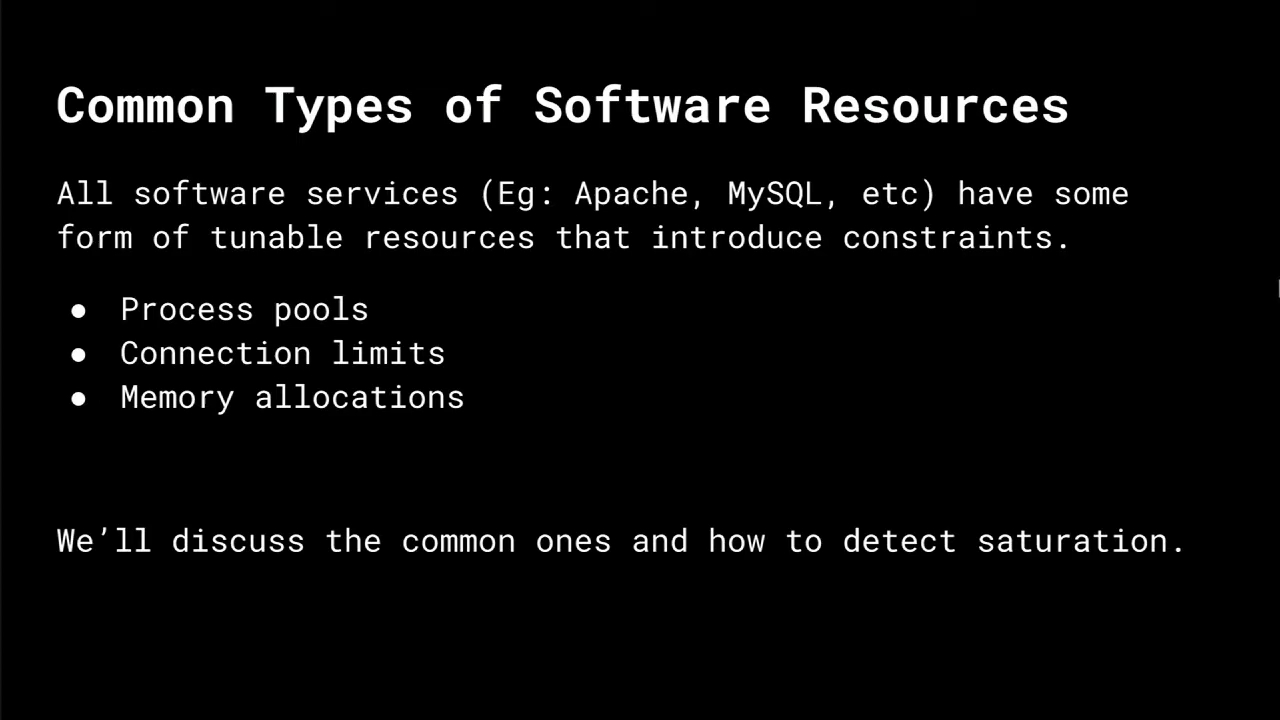 Common Types of Software Resources
All software services (Eg: Apache, MySQL, etc) have some
form of tunable resources that introduce constraints.
● Process pools
● Connection limits
● Memory allocations
We’ll discuss the common ones and how to detect saturation.